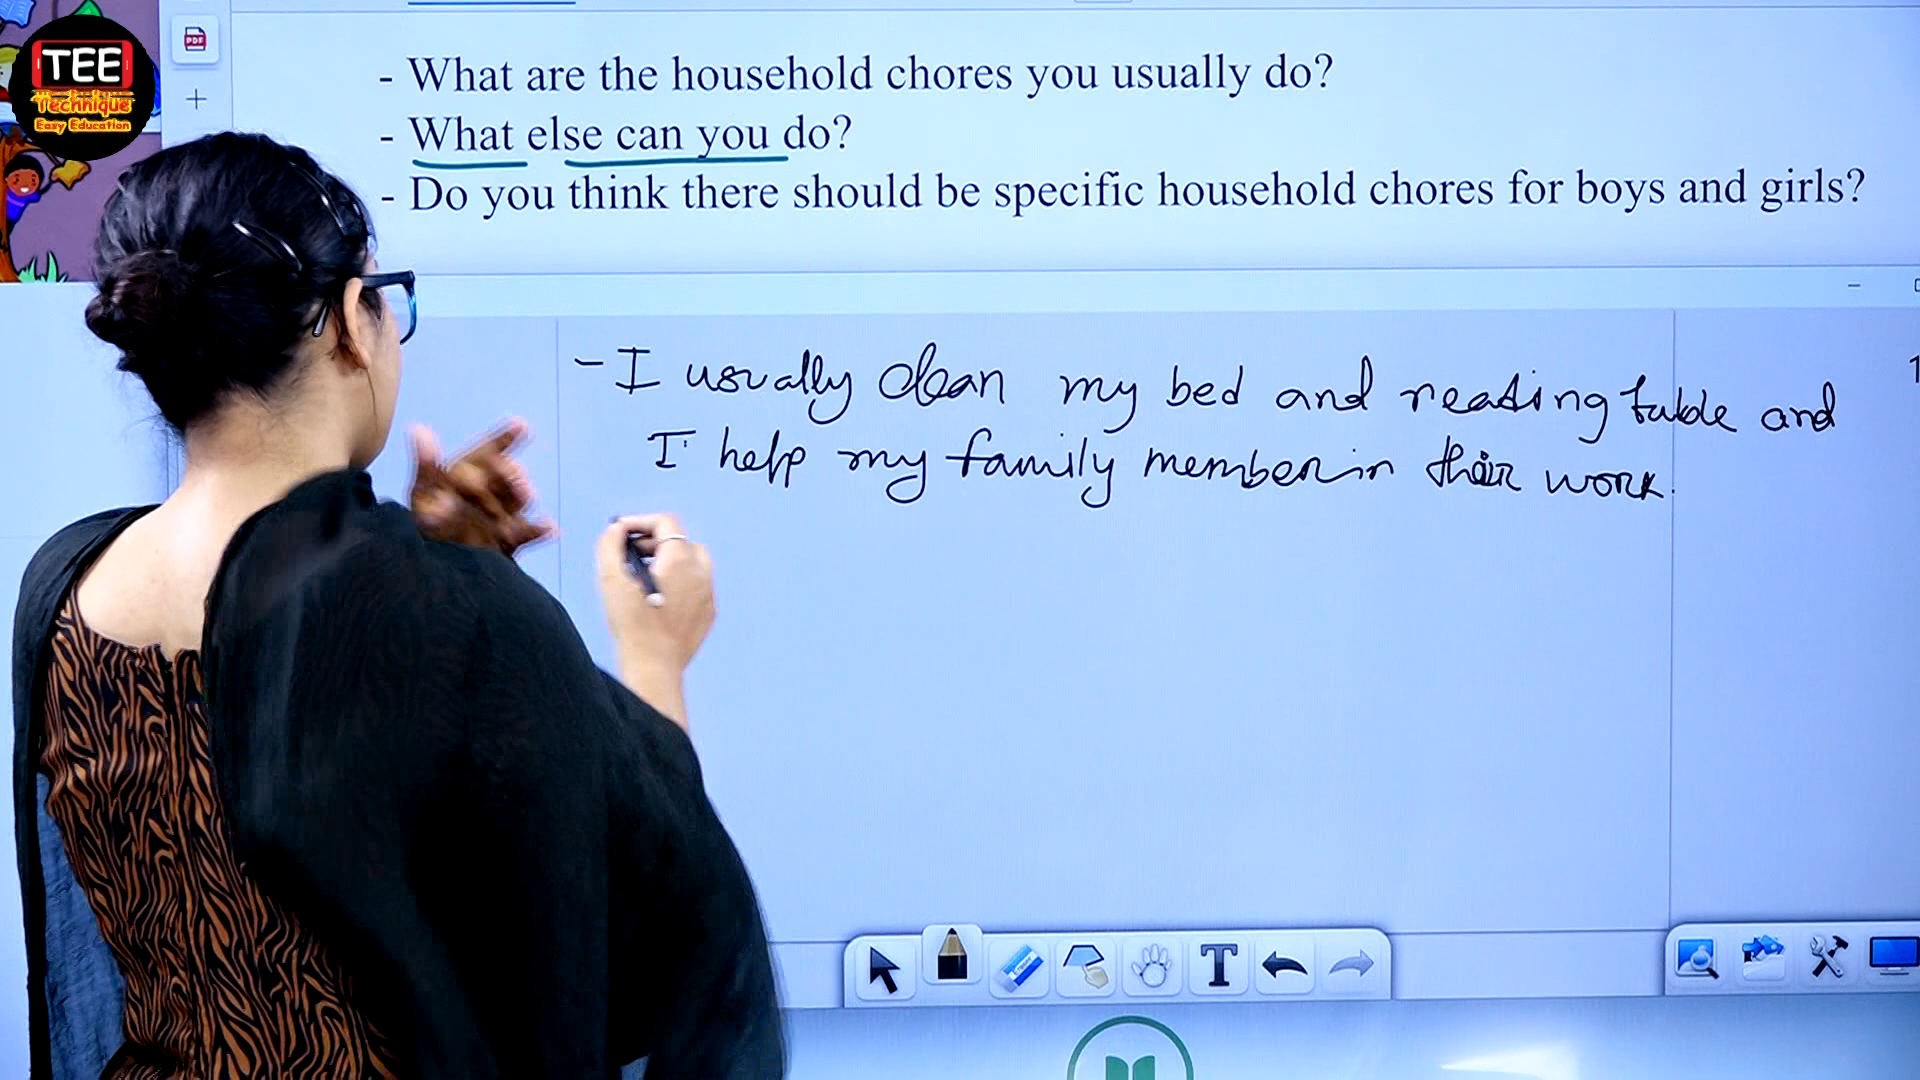 TEE
Technique
Easy Education
PDF
- What are the household chores you usually do?
- What else can you do?
- Do you think there should be specific household chores for boys and girls?
- I usually clean my bed and reading table and
I help my family member in their work.
T